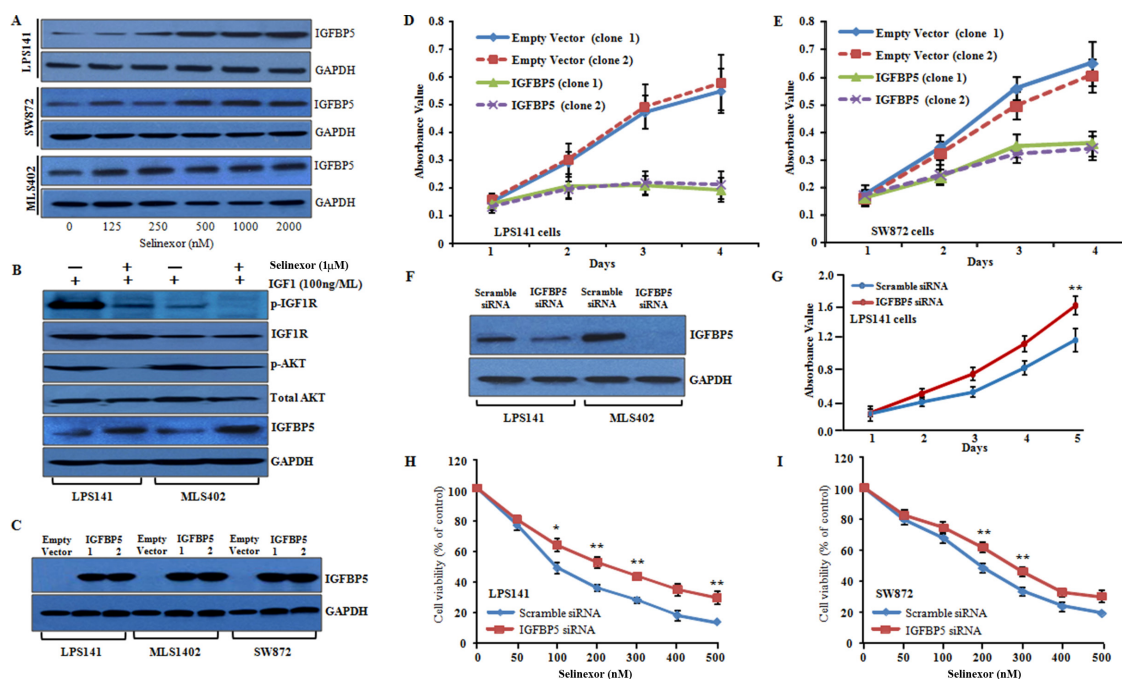 A
LPS141
IGFBP5
GAPDH
SW872
IGFBP5
GAPDH
MLS402
IGFBP5
GAPDH
0 125 250 500 1000 2000
Selinexor (nM)
B
— + — + Selinexor (1µM)
+ + + + IGF1 (100ng/ML)
p-IGF1R
IGF1R
p-AKT
Total AKT
IGFBP5
GAPDH
LPS141 MLS402
C
Empty Vector IGFBP5 1 2 Empty Vector IGFBP5 1 2 Empty Vector IGFBP5 1 2
IGFBP5
GAPDH
LPS141 MLS1402 SW872
D
Empty Vector (clone 1)
Empty Vector (clone 2)
IGFBP5 (clone 1)
IGFBP5 (clone 2)
Absorbance Value
0.8
0.7
0.6
0.5
0.4
0.3
0.2
0.1
0
LPS141 cells
1 2 3 4
Days
E
Empty Vector (clone 1)
Empty Vector (clone 2)
IGFBP5 (clone 1)
IGFBP5 (clone 2)
Absorbance Value
0.8
0.7
0.6
0.5
0.4
0.3
0.2
0.1
0
SW872 cells
1 2 3 4
Days
F
Scramble siRNA IGFBP5 siRNA Scramble siRNA IGFBP5 siRNA
IGFBP5
GAPDH
LPS141 MLS402
G
Scramble siRNA
IGFBP5 siRNA
LPS141 cells
**
Absorbance Value
2.0
1.6
1.2
0.8
0.4
0.0
1 2 3 4 5
Days
H
Cell viability (% of control)
120
100
80
60
40
20
0
* ** ** **
LPS141
Scramble siRNA
IGFBP5 siRNA
0 50 100 200 300 400 500
Selinexor (nM)
I
Cell viability (% of control)
120
100
80
60
40
20
0
** **
SW872
Scramble siRNA
IGFBP5 siRNA
0 50 100 200 300 400 500
Selinexor (nM)